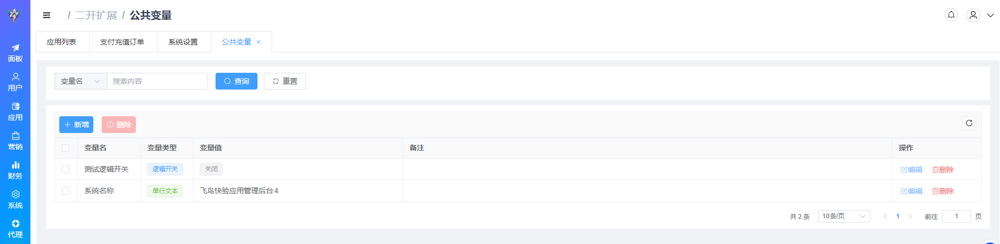 / 二开扩展 / 公共变量
应用列表 支付充值订单 系统设置 公共变量
面板
用户
应用
营销
财务
系统
代理
变量名 搜索内容 查询 重置
新增 删除
变量名 变量类型 变量值 备注 操作
测试逻辑开关 逻辑开关 关闭 编辑 删除
系统名称 单行文本 飞鸟快验应用管理后台4 编辑 删除
共 2 条 10条/页 1 前往 1 页